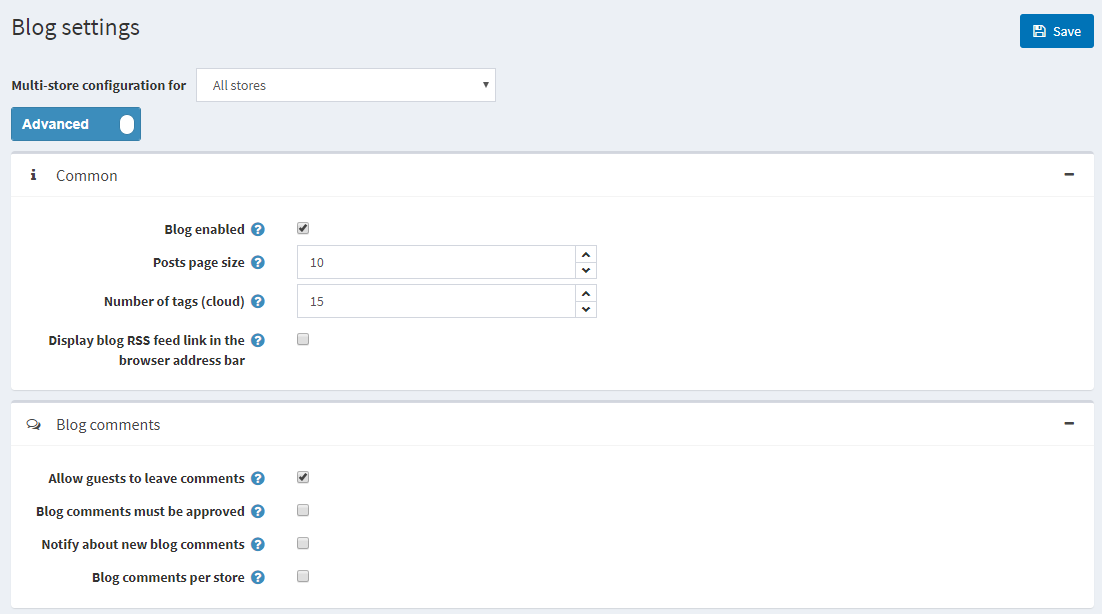 Blog settings
Save
Multi-store configuration for All stores
Advanced
Common
Blog enabled
Posts page size 10
Number of tags (cloud) 15
Display blog RSS feed link in the
browser address bar
Blog comments
Allow guests to leave comments
Blog comments must be approved
Notify about new blog comments
Blog comments per store